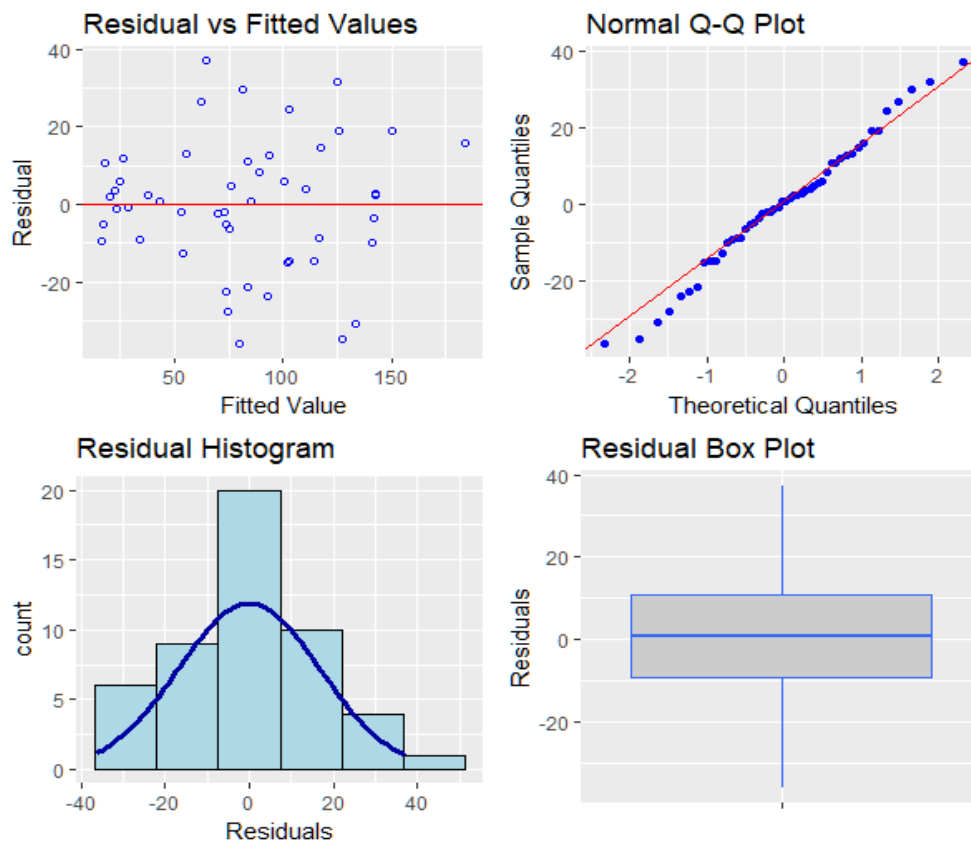 Residual vs Fitted Values
40
20
0
-20
Residual
50
100
150
Fitted Value
Normal Q-Q Plot
40
20
0
-20
Sample Quantiles
-2
-1
0
1
2
Theoretical Quantiles
Residual Histogram
20
15
10
5
0
count
-40
-20
0
20
40
Residuals
Residual Box Plot
40
20
0
-20
Residuals